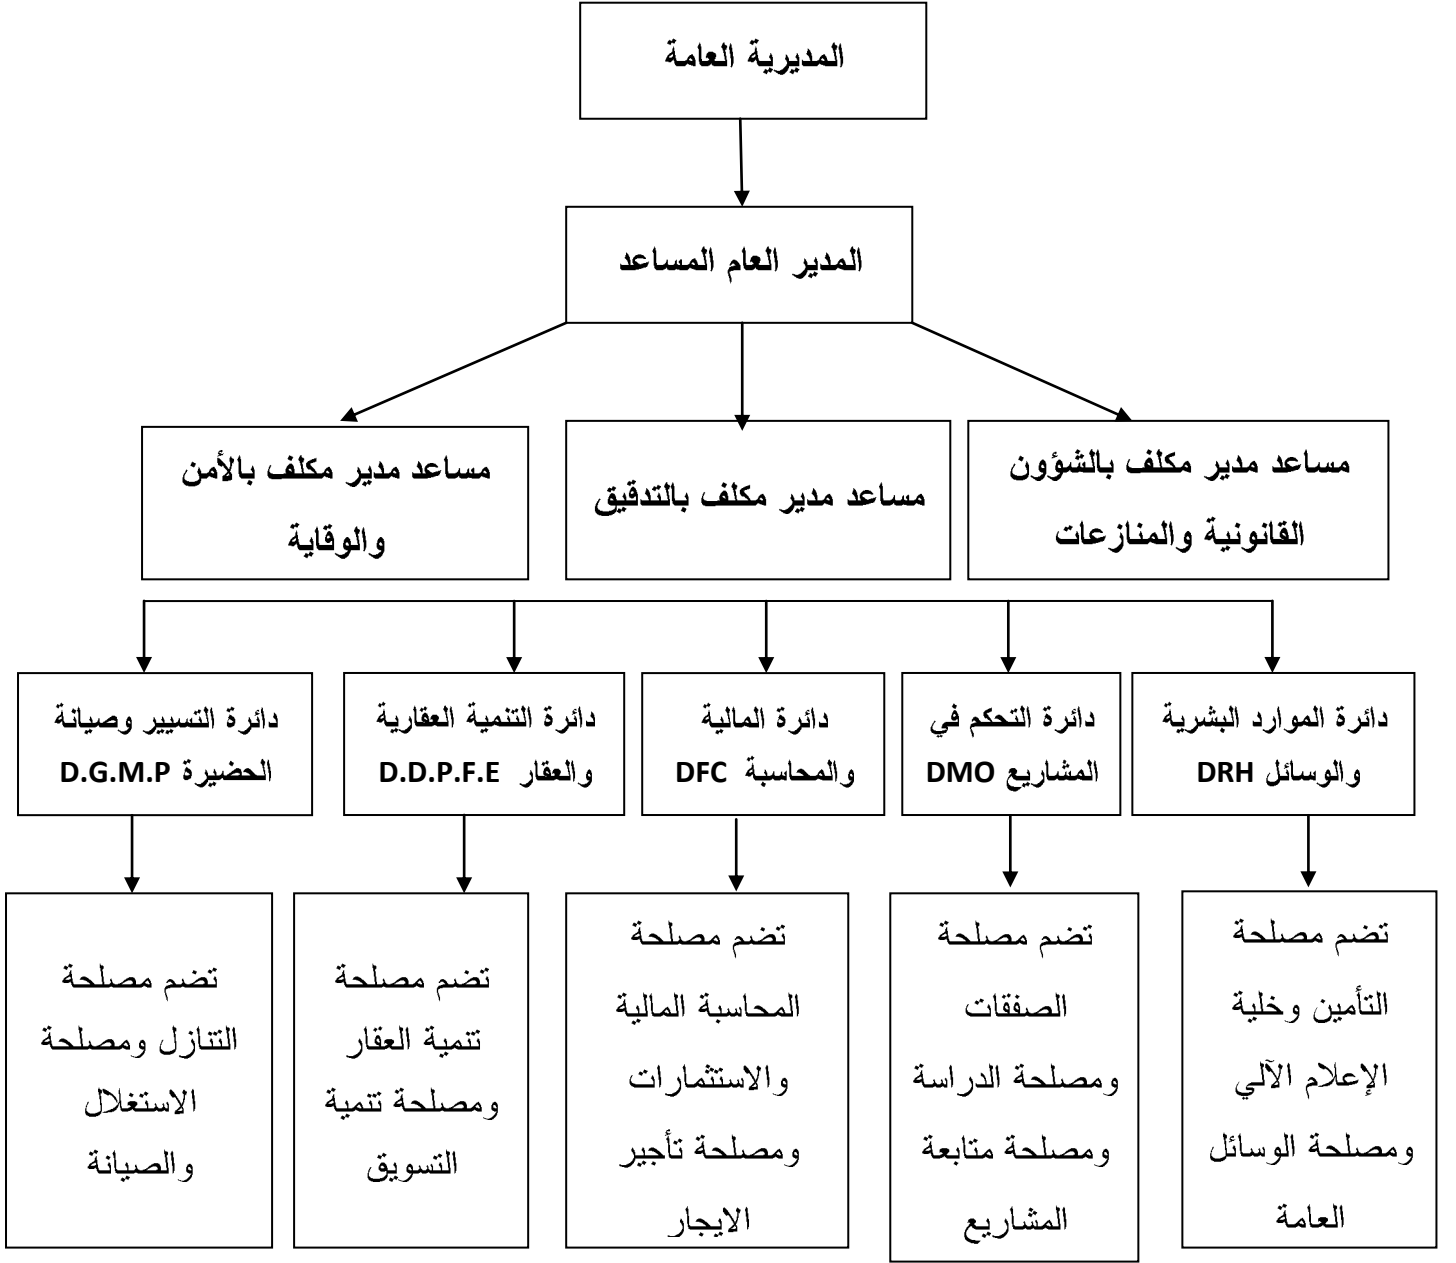 المديرية العامة
المدير العام المساعد
مساعد مدير مكلف بالشؤون
القانونية والمنازعات
مساعد مدير مكلف بالتدقيق
مساعد مدير مكلف بالأمن
والوقاية
دائرة الموارد البشرية
والوسائل DRH
دائرة التحكم في
المشاريع DMO
دائرة المالية
والمحاسبة DFC
دائرة التنمية العقارية
والعقار D.D.P.F.E
دائرة التسيير وصيانة
الحضيرة D.G.M.P
تضم مصلحة
التأمين وخلية
الإعلام الآلي
ومصلحة الوسائل
العامة
تضم مصلحة
الصفقات
ومصلحة الدراسة
ومصلحة متابعة
المشاريع
تضم مصلحة
المحاسبة المالية
والاستثمارات
ومصلحة تأجير
الايجار
تضم مصلحة
تنمية العقار
ومصلحة تنمية
التسويق
تضم مصلحة
التنازل ومصلحة
الاستغلال
والصيانة